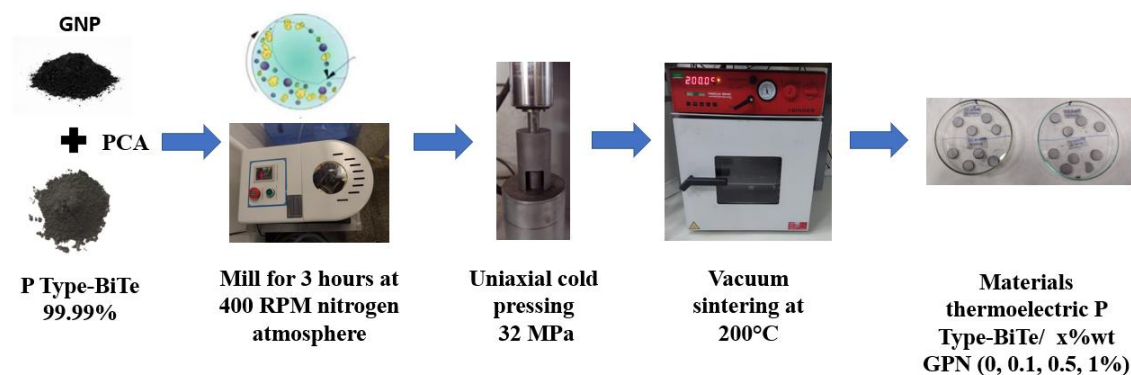 GNP
PCA
P Type-BiTe
99.99%
Mill for 3 hours at
400 RPM nitrogen
atmosphere
Uniaxial cold
pressing
32 MPa
200.0°C
Vacuum
sintering at
200°C
Materials
thermoelectric P
Type-BiTe/ x%wt
GPN (0, 0.1, 0.5, 1%)